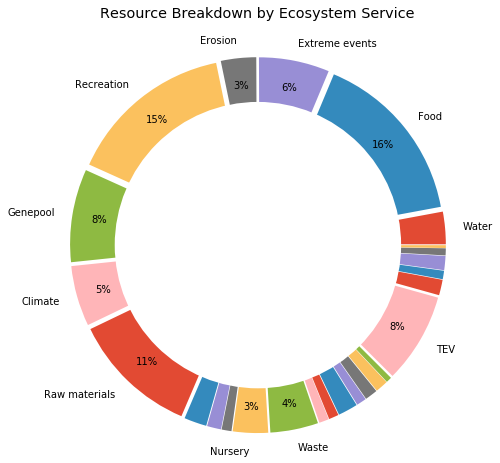 Resource Breakdown by Ecosystem Service
Erosion
Extreme events
3%
6%
Recreation
15%
Food
16%
Genepool
8%
Water
Climate
5%
TEV
8%
Raw materials
11%
3%
4%
Nursery
Waste